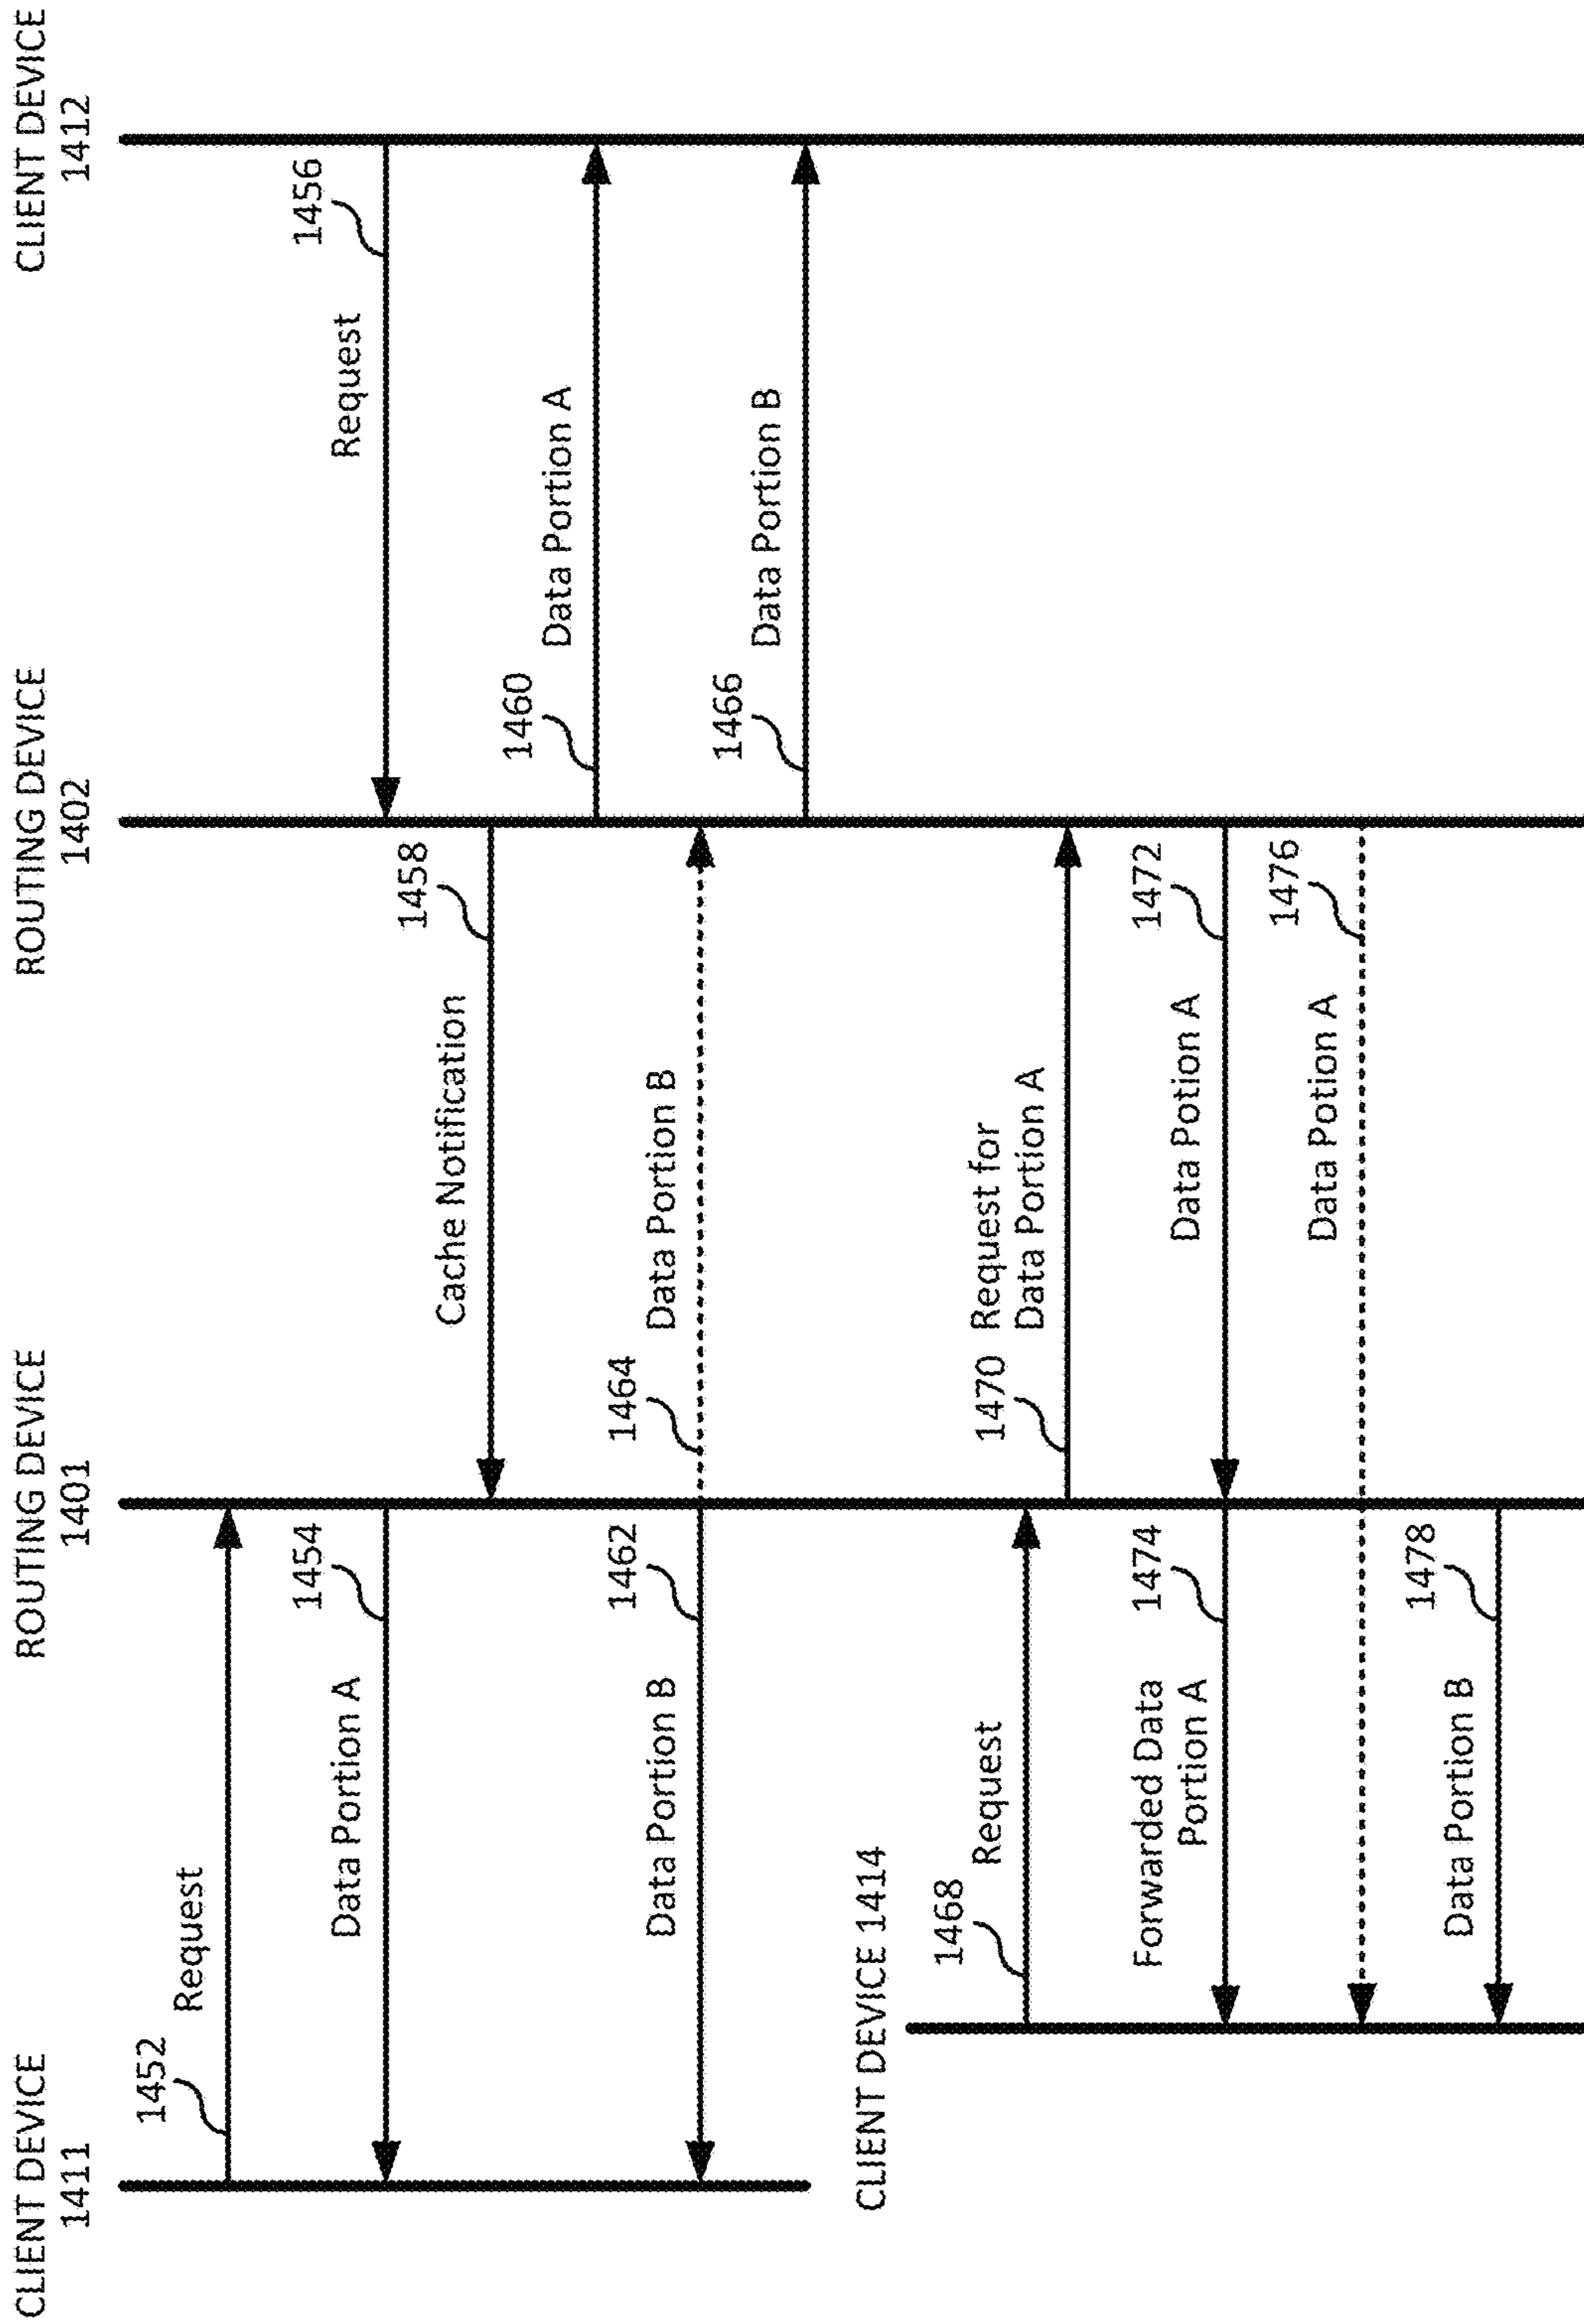 CLIENT DEVICE
1411
ROUTING DEVICE
1401
ROUTING DEVICE
1402
CLIENT DEVICE
1412
1452
Request
1454
Data Portion A
Request
1456
1458
Cache Notification
1460
Data Portion A
1462
Data Portion B
1464
Data Portion B
1466
Data Portion B
CLIENT DEVICE 1414
1468
Request
1470 Request for
Data Portion A
1472
Data Potion A
1474
Forwarded Data
Portion A
1476
Data Potion A
1478
Data Portion B